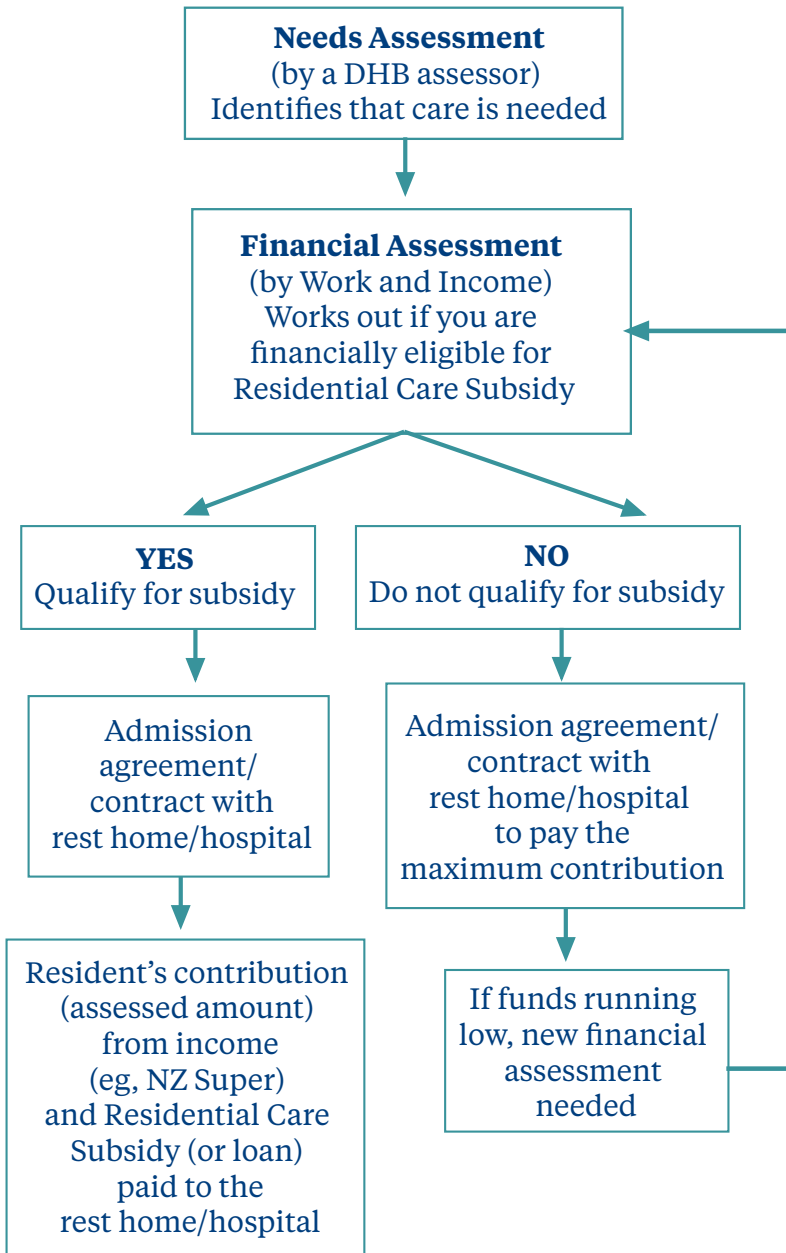 Needs Assessment
(by a DHB assessor)
Identifies that care is needed
Financial Assessment
(by Work and Income)
Works out if you are
financially eligible for
Residential Care Subsidy
YES
Qualify for subsidy
NO
Do not qualify for subsidy
Admission
agreement/
contract with
rest home/hospital
Admission agreement/
contract with
rest home/hospital
to pay the
maximum contribution
Resident’s contribution
(assessed amount)
from income
(eg, NZ Super)
and Residential Care
Subsidy (or loan)
paid to the
rest home/hospital
If funds running
low, new financial
assessment
needed